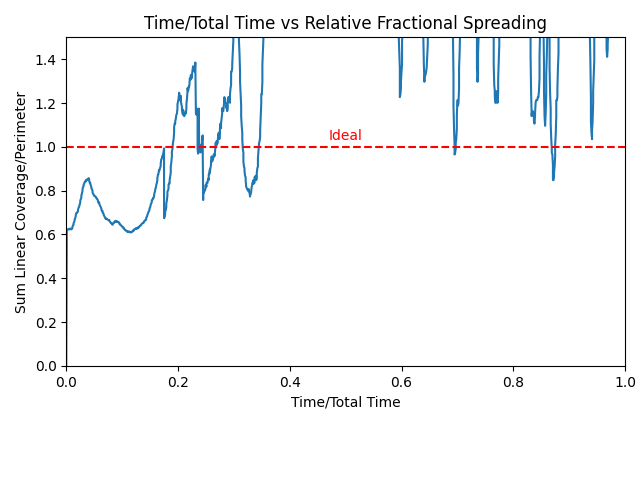 Time/Total Time vs Relative Fractional Spreading
Sum Linear Coverage/Perimeter
1.4
1.2
1.0
0.8
0.6
0.4
0.2
0.0
Ideal
0.0 0.2 0.4 0.6 0.8 1.0
Time/Total Time